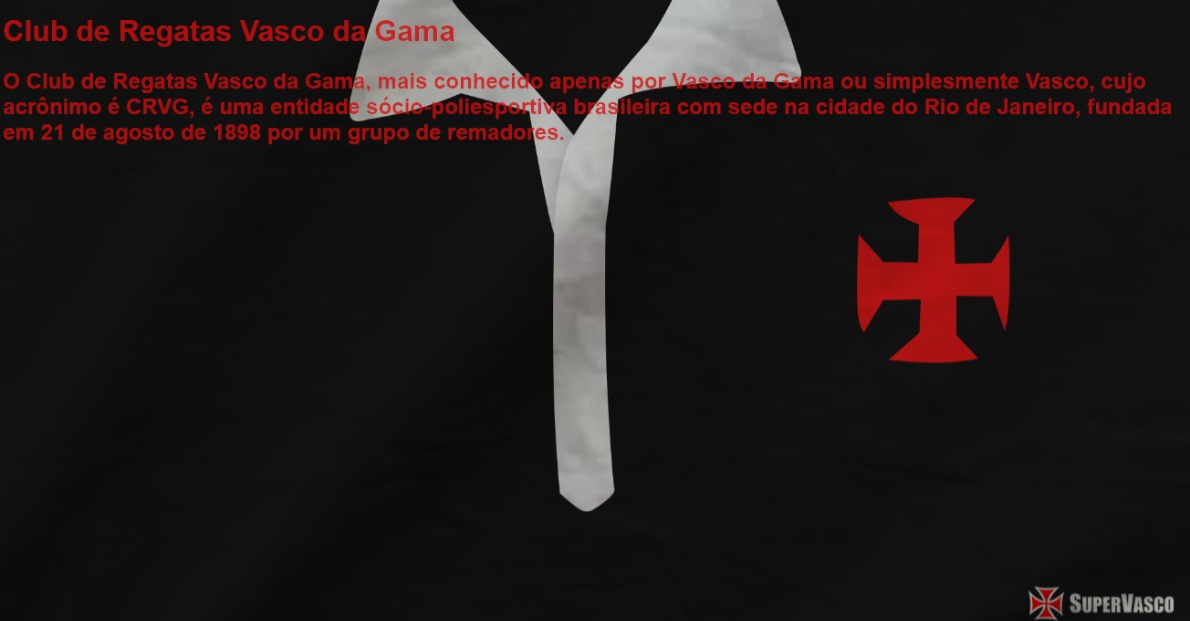 Club de Regatas Vasco da Gama
O Club de Regatas Vasco da Gama, mais conhecido apenas por Vasco da Gama ou simplesmente Vasco, cujo
acrônimo é CRVG, é uma entidade sócio-poliesportiva brasileira com sede na cidade do Rio de Janeiro, fundada
em 21 de agosto de 1898 por um grupo de remadores.
SUPERVASCO